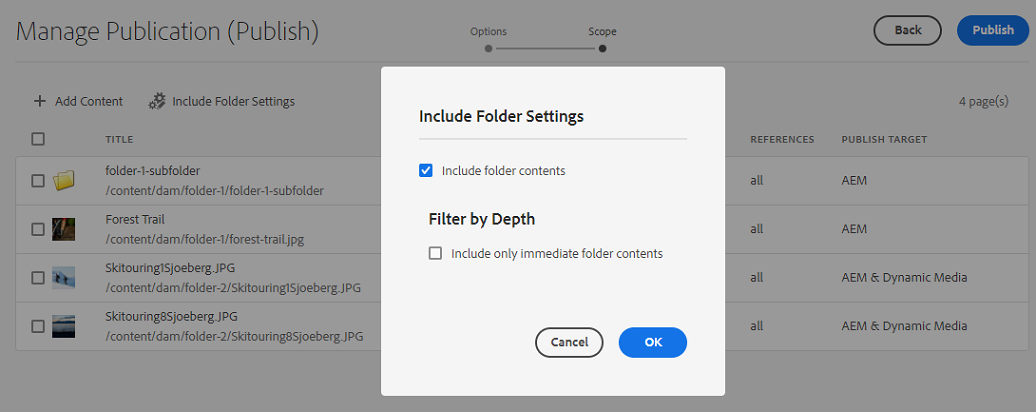 Manage Publication (Publish)
Options
Scope
Back
Publish
Add Content
Include Folder Settings
4 page(s)
TITLE
REFERENCES
PUBLISH TARGET
folder-1-subfolder
/content/dam/folder-1/folder-1-subfolder
all
AEM
Forest Trail
/content/dam/folder-1/forest-trail.jpg
all
AEM
Skitouring1Sjoeberg.JPG
/content/dam/folder-2/Skitouring1Sjoeberg.JPG
all
AEM & Dynamic Media
Skitouring8Sjoeberg.JPG
/content/dam/folder-2/Skitouring8Sjoeberg.JPG
all
AEM & Dynamic Media
Include Folder Settings
Include folder contents
Filter by Depth
Include only immediate folder contents
Cancel
OK